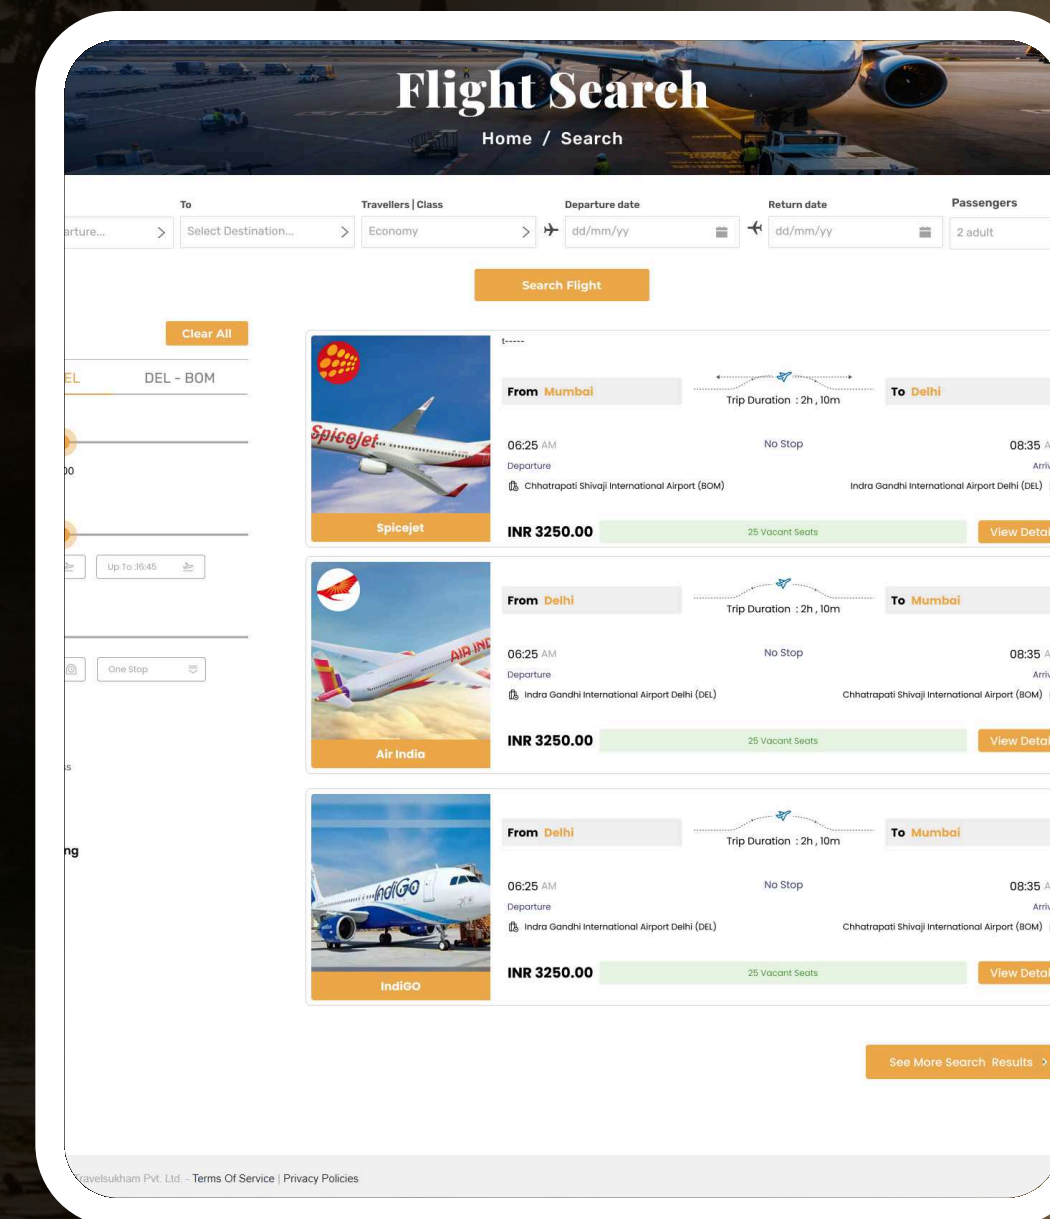 Flight Search
Home / Search
To
Travellers | Class
Departure date
Return date
Passengers
arture...
Select Destination...
Economy
dd/mm/yy
dd/mm/yy
2 adult
Search Flight
Clear All
EL
DEL - BOM
00
Up To :16:45
One Stop
ss
ng
t-----
From Mumbai
Trip Duration : 2h , 10m
To Delhi
Spicejet
06:25 AM
No Stop
08:35 A
Departure
Arriv
Chhatrapati Shivaji International Airport (BOM)
Indra Gandhi International Airport Delhi (DEL)
Spicejet
INR 3250.00
25 Vacant Seats
View Detai
From Delhi
Trip Duration : 2h , 10m
To Mumbai
AIR IND
06:25 AM
No Stop
08:35 A
Departure
Arriv
Indra Gandhi International Airport Delhi (DEL)
Chhatrapati Shivaji International Airport (BOM)
Air India
INR 3250.00
25 Vacant Seats
View Detai
From Delhi
Trip Duration : 2h , 10m
To Mumbai
IndiGo
06:25 AM
No Stop
08:35 A
Departure
Arriv
Indra Gandhi International Airport Delhi (DEL)
Chhatrapati Shivaji International Airport (BOM)
IndiGO
INR 3250.00
25 Vacant Seats
View Detai
See More Search Results >
Travelsukham Pvt. Ltd. - Terms Of Service | Privacy Policies